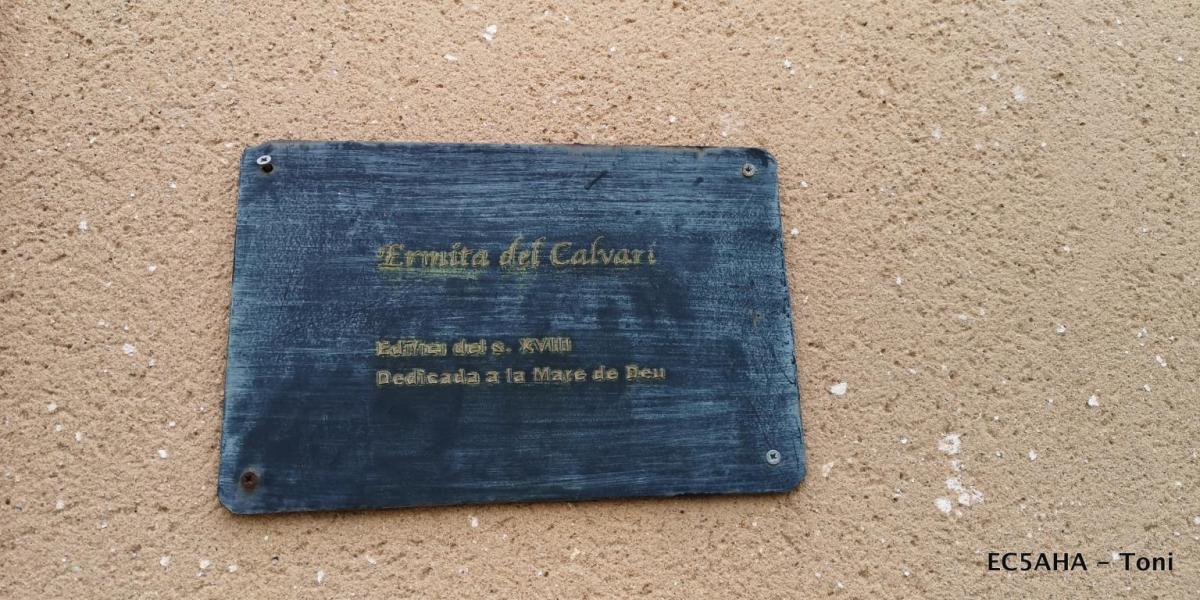 Ermita del Calvari
Edifici del s. XVIII
Dedicada a la Mare de Deu
EC5AHA - Toni